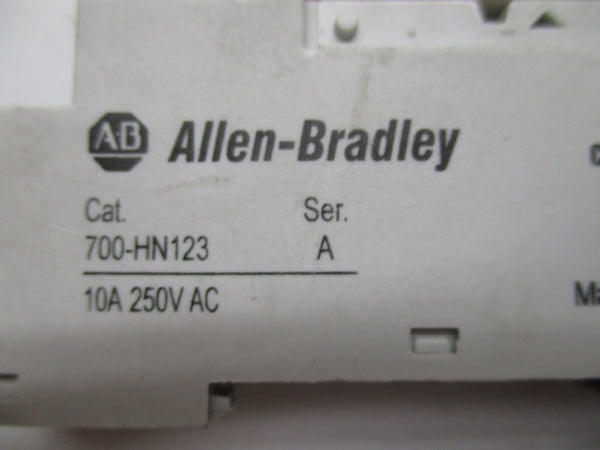 AB Allen-Bradley
Cat. Ser.
700-HN123 A
10A 250V AC